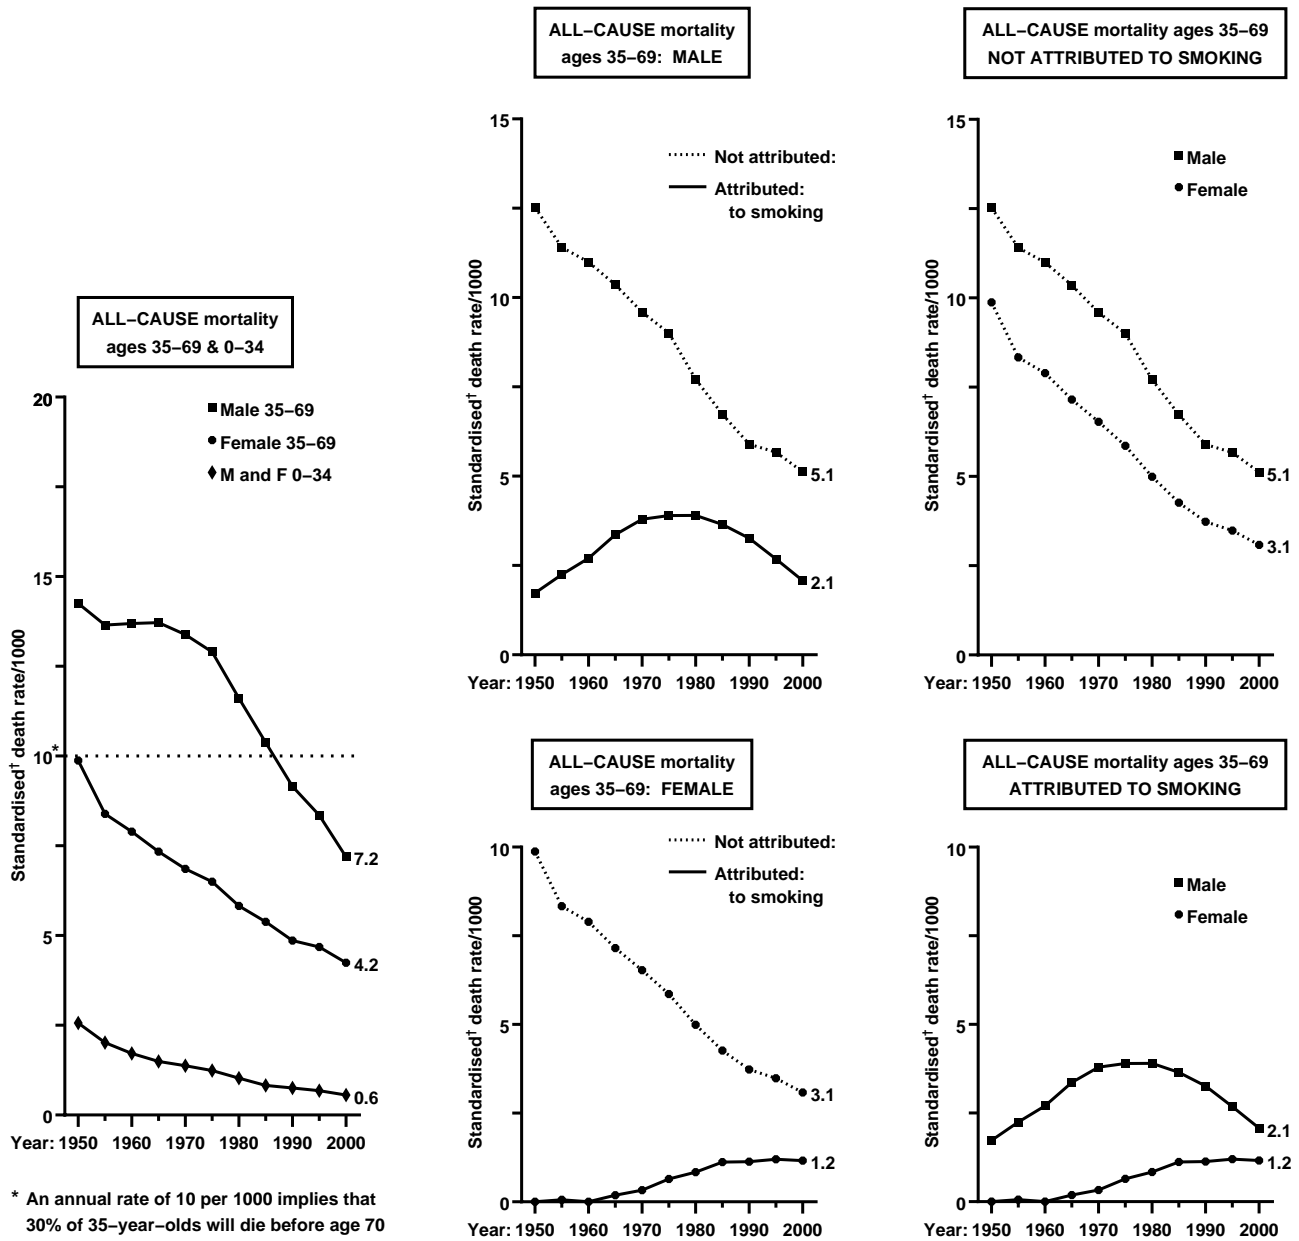 ALL–CAUSE mortality
ages 35–69 & 0–34
20
15
10*
5
0
Standardised† death rate/1000
Male 35–69
Female 35–69
M and F 0–34
7.2
4.2
0.6
Year: 1950 1960 1970 1980 1990 2000
* An annual rate of 10 per 1000 implies that
30% of 35–year–olds will die before age 70
ALL–CAUSE mortality
ages 35–69: MALE
15
10
5
0
Standardised† death rate/1000
Not attributed:
Attributed:
to smoking
5.1
2.1
Year: 1950 1960 1970 1980 1990 2000
ALL–CAUSE mortality ages 35–69
NOT ATTRIBUTED TO SMOKING
15
10
5
0
Standardised† death rate/1000
Male
Female
5.1
3.1
Year: 1950 1960 1970 1980 1990 2000
ALL–CAUSE mortality
ages 35–69: FEMALE
10
5
0
Standardised† death rate/1000
Not attributed:
Attributed:
to smoking
3.1
1.2
Year: 1950 1960 1970 1980 1990 2000
ALL–CAUSE mortality ages 35–69
ATTRIBUTED TO SMOKING
10
5
0
Standardised† death rate/1000
Male
Female
2.1
1.2
Year: 1950 1960 1970 1980 1990 2000